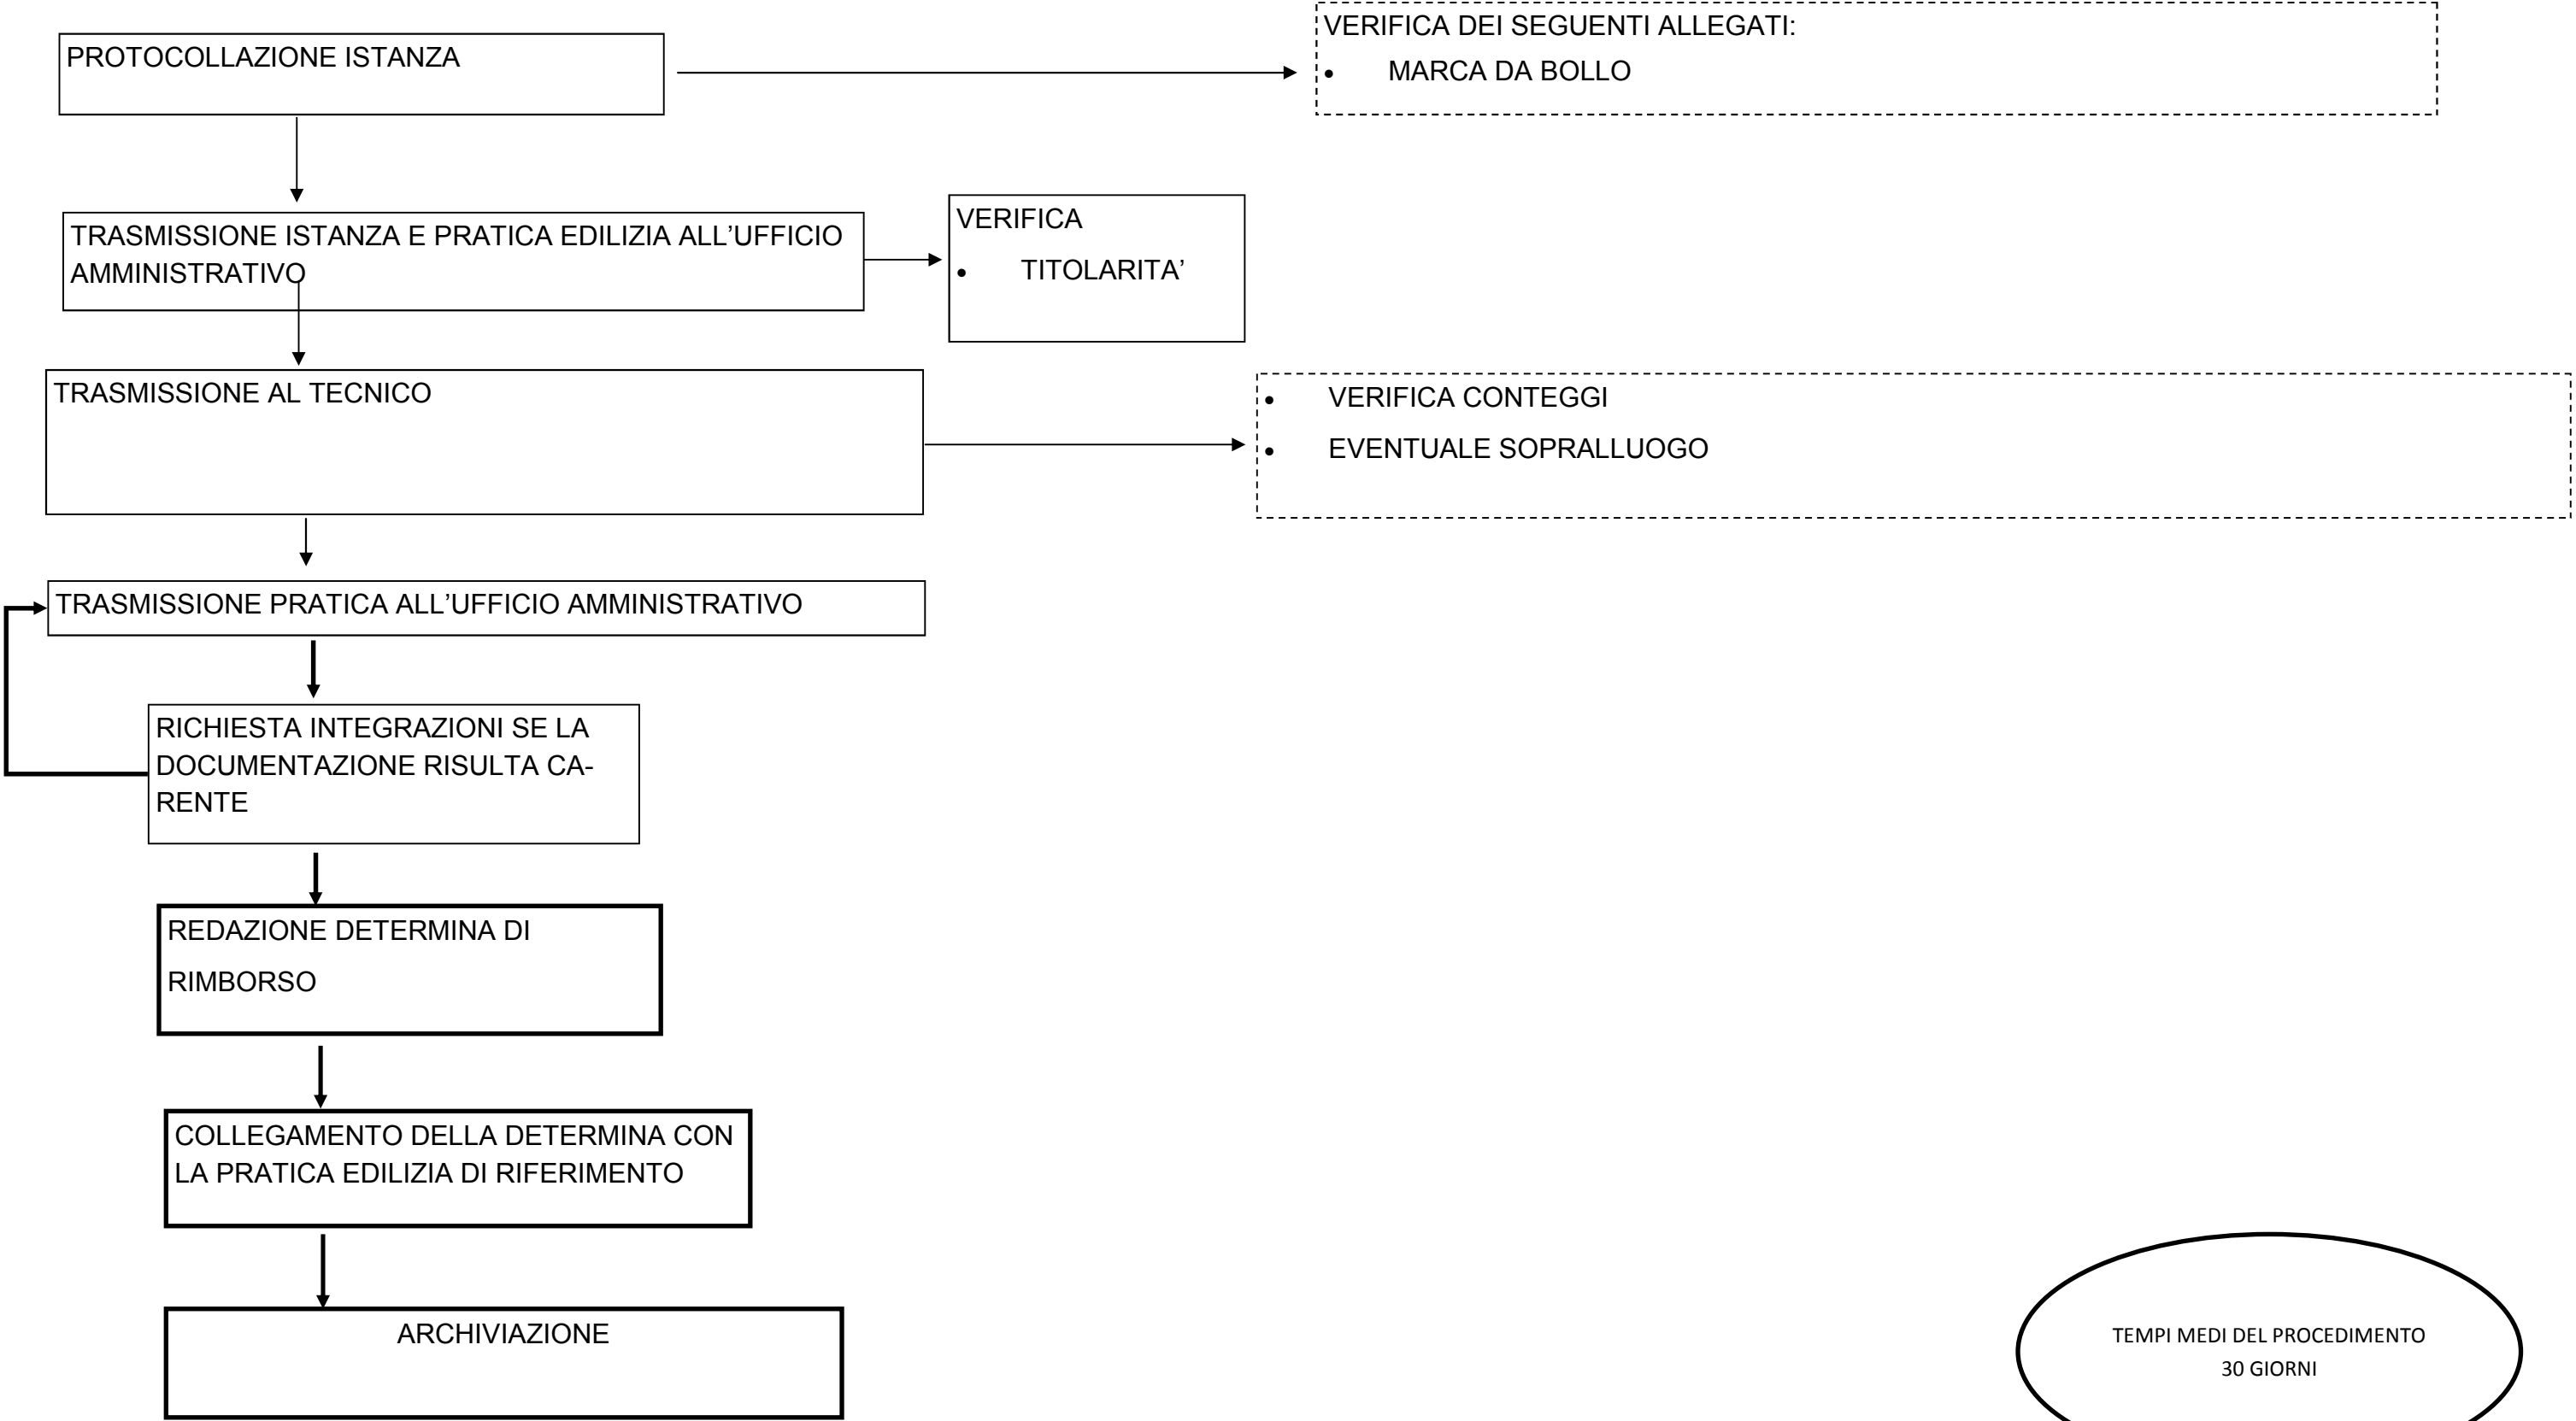 PROTOCOLLAZIONE ISTANZA
VERIFICA DEI SEGUENTI ALLEGATI:
• MARCA DA BOLLO
TRASMISSIONE ISTANZA E PRATICA EDILIZIA ALL’UFFICIO
AMMINISTRATIVO
VERIFICA
• TITOLARITA’
TRASMISSIONE AL TECNICO
• VERIFICA CONTEGGI
• EVENTUALE SOPRALLUOGO
TRASMISSIONE PRATICA ALL’UFFICIO AMMINISTRATIVO
RICHIESTA INTEGRAZIONI SE LA
DOCUMENTAZIONE RISULTA CA-
RENTE
REDAZIONE DETERMINA DI
RIMBORSO
COLLEGAMENTO DELLA DETERMINA CON
LA PRATICA EDILIZIA DI RIFERIMENTO
ARCHIVIAZIONE
TEMPI MEDI DEL PROCEDIMENTO
30 GIORNI